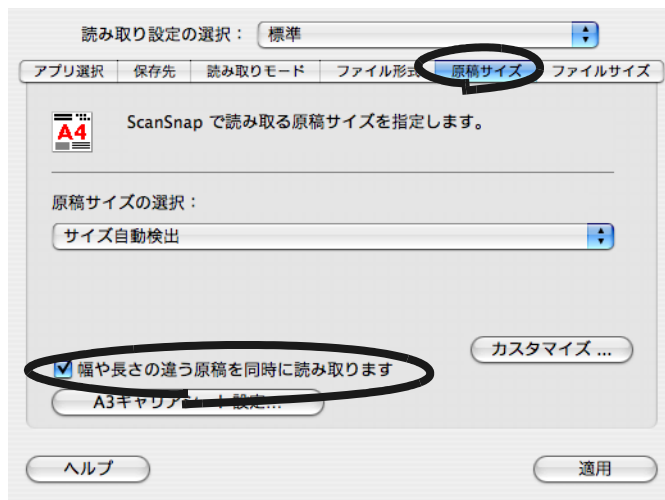 読み取り設定の選択： 標準
アプリ選択 保存先 読み取りモード ファイル形式 原稿サイズ ファイルサイズ
A4 ScanSnap で読み取る原稿サイズを指定します。
原稿サイズの選択：
サイズ自動検出
カスタマイズ ...
幅や長さの違う原稿を同時に読み取ります
A3キャリアシート設定...
ヘルプ 適用